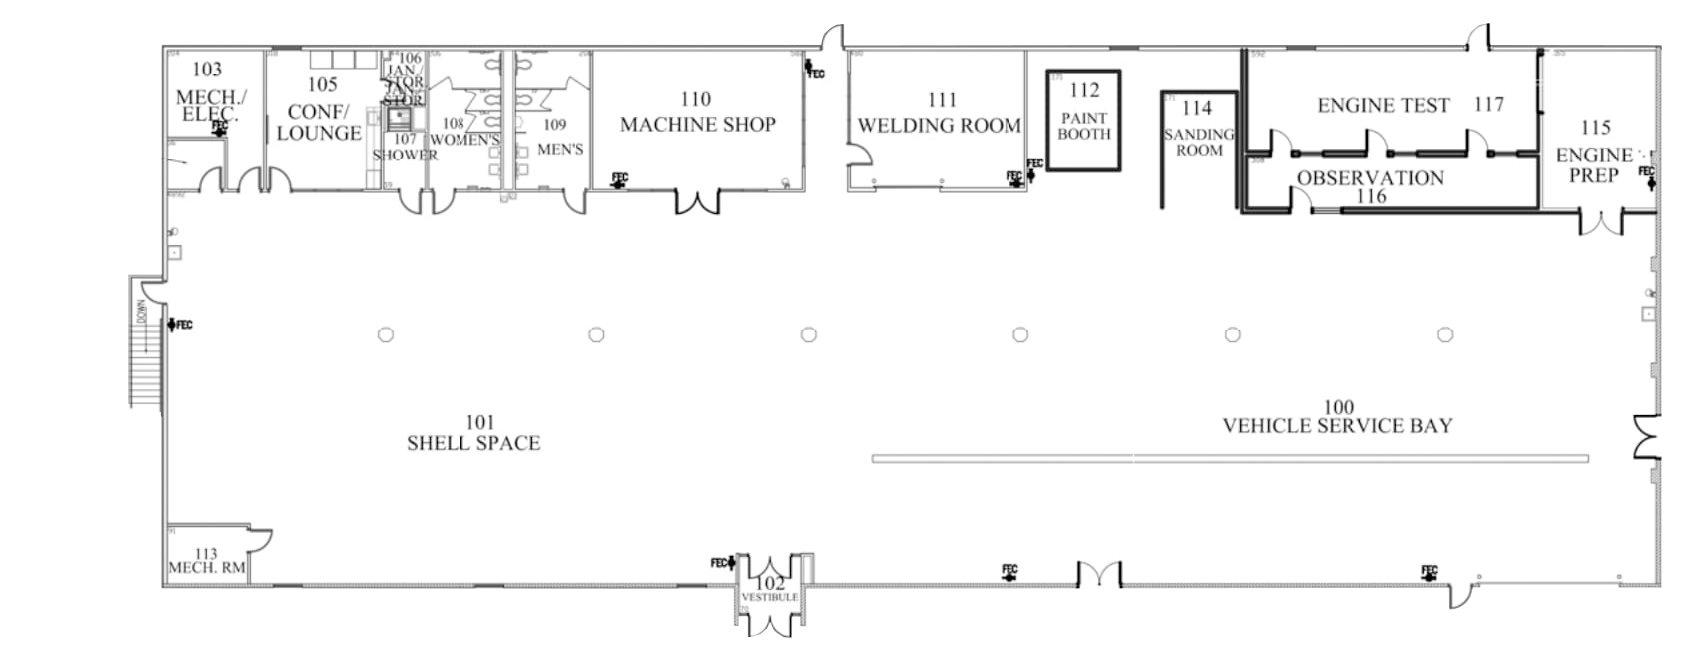 103
MECH./
ELEC.
FEC
105
CONF/
LOUNGE
106
JAN./
STOR.
JAN./
STOR.
107
SHOWER
108
WOMEN'S
109
MEN'S
110
MACHINE SHOP
FEC
FEC
111
WELDING ROOM
FEC
FEC
112
PAINT
BOOTH
114
SANDING
ROOM
ENGINE TEST 117
OBSERVATION
116
115
ENGINE
PREP
FEC
DOWN
FEC
101
SHELL SPACE
100
VEHICLE SERVICE BAY
113
MECH. RM
FEC
102
VESTIBULE
FEC
FEC